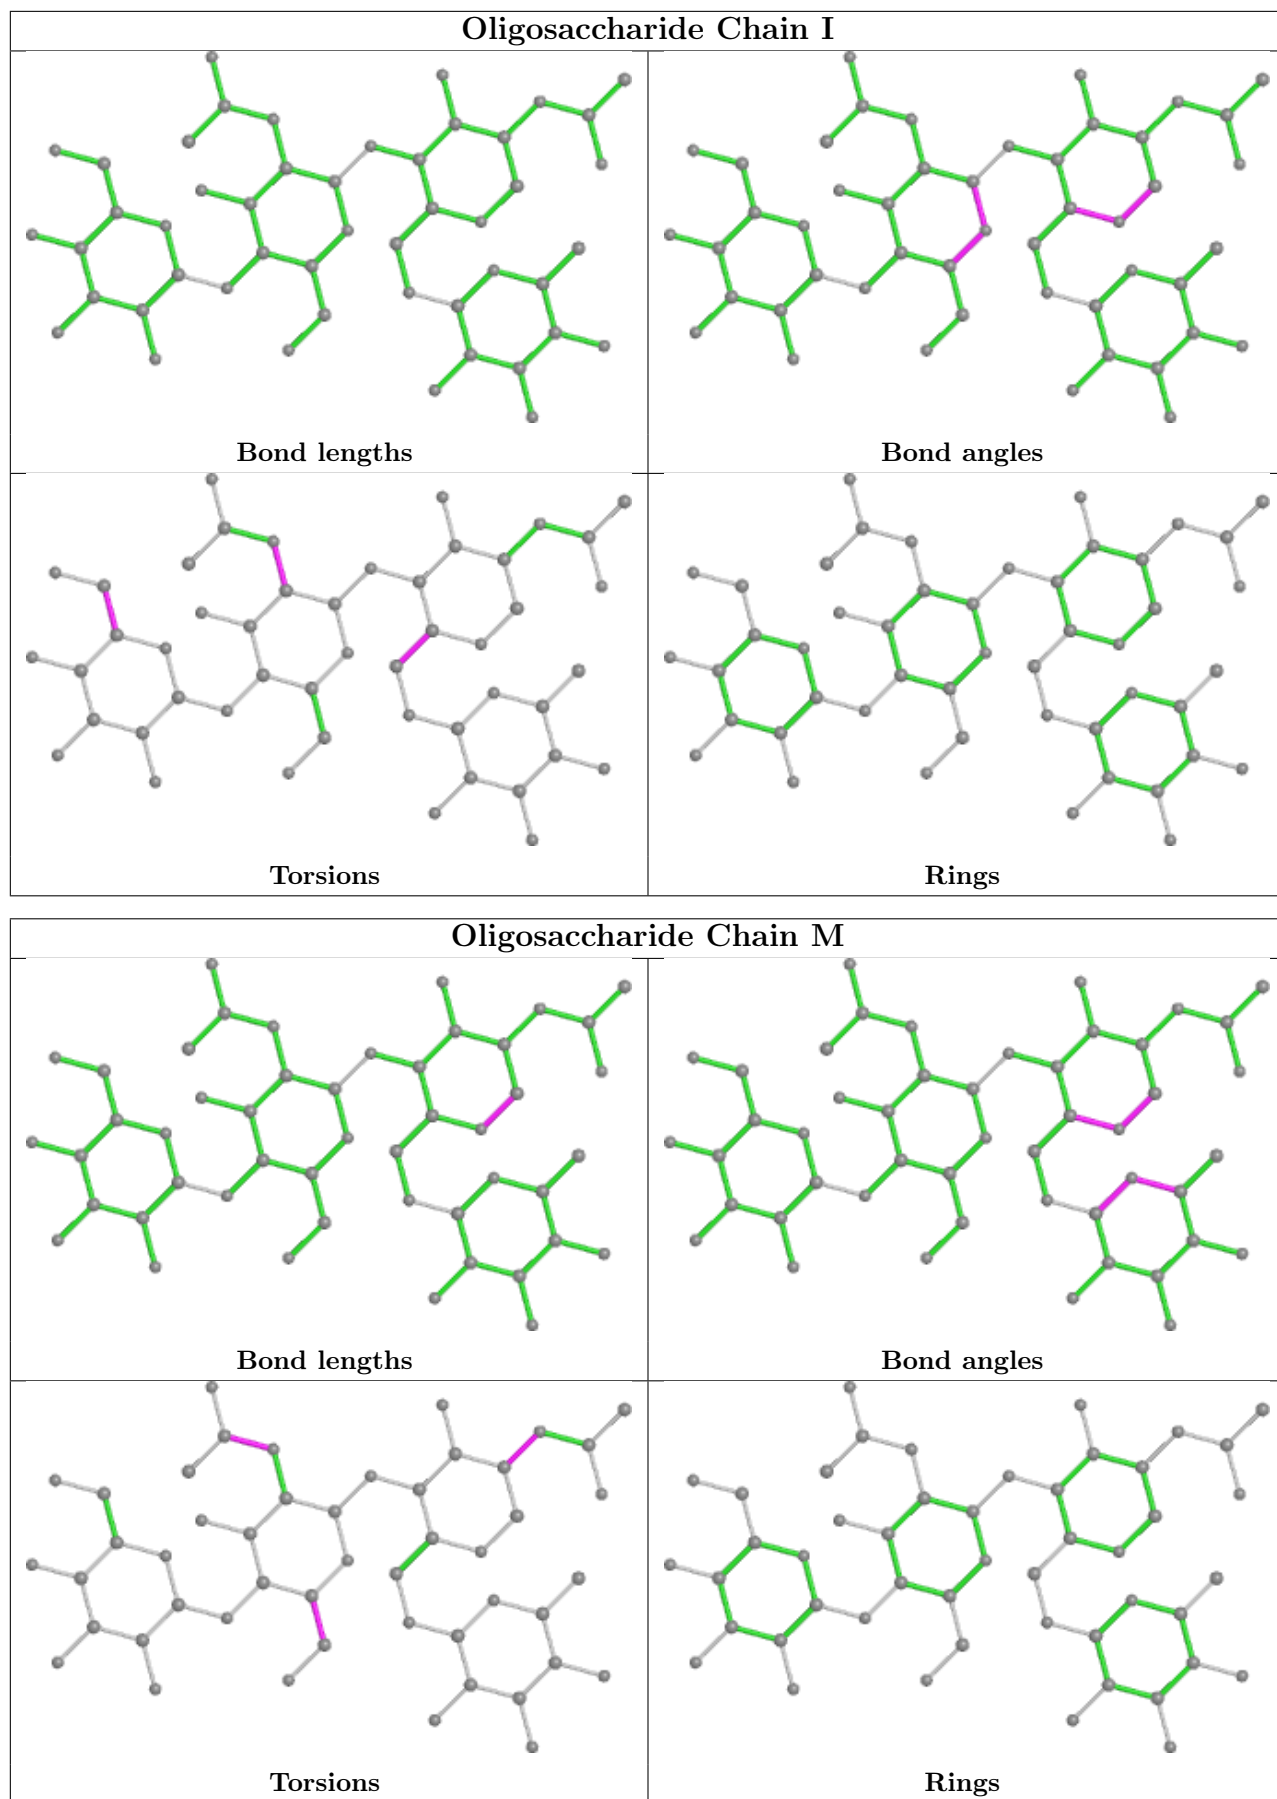 Oligosaccharide Chain I
Bond lengths
Bond angles
Torsions
Rings
Oligosaccharide Chain M
Bond lengths
Bond angles
Torsions
Rings